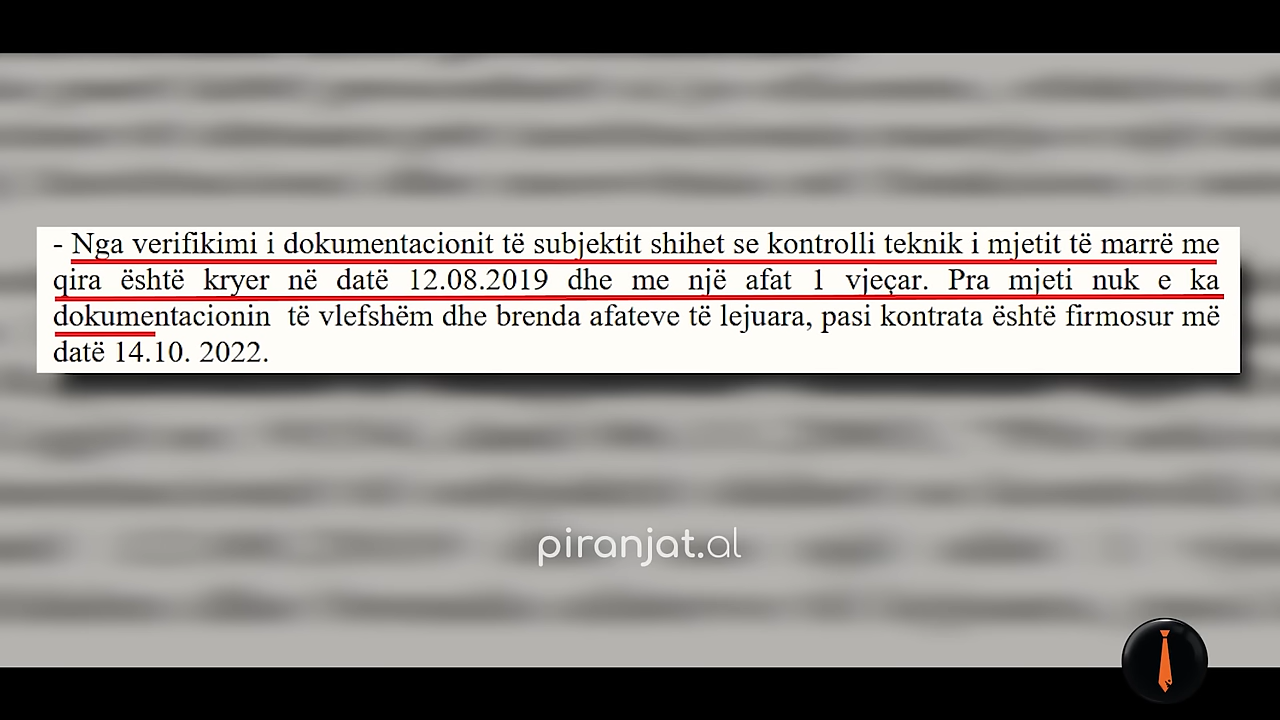 - Nga verifikimi i dokumentacionit të subjektit shihet se kontrolli teknik i mjetit të marrë me
qira është kryer në datë 12.08.2019 dhe me një afat 1 vjeçar. Pra mjeti nuk e ka
dokumentacionin të vlefshëm dhe brenda afateve të lejuara, pasi kontrata është firmosur më
datë 14.10. 2022.
piranjat.al